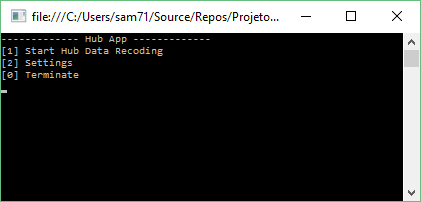 file:///C:/Users/sam71/Source/Repos/Projeto...
------------- Hub App -------------
[1] Start Hub Data Recoding
[2] Settings
[0] Terminate